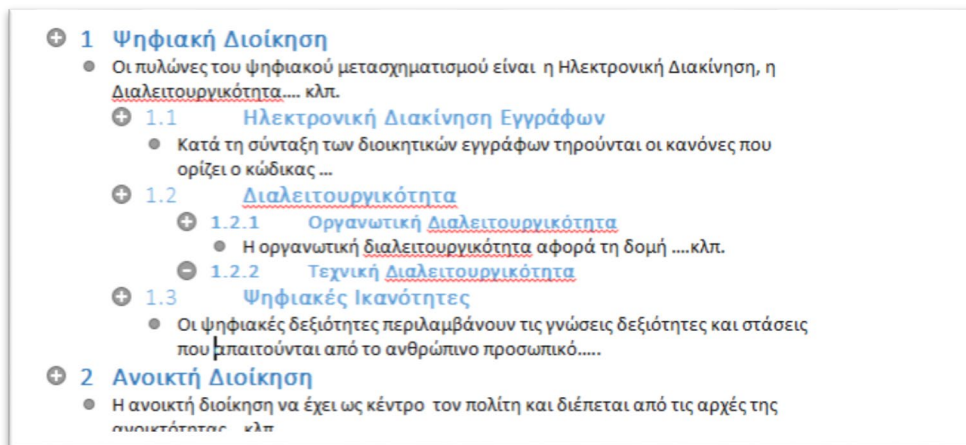 1 Ψηφιακή Διοίκηση
Οι πυλώνες του ψηφιακού μετασχηματισμού είναι η Ηλεκτρονική Διακίνηση, η
Διαλειτουργικότητα.... κλπ.
1.1 Ηλεκτρονική Διακίνηση Εγγράφων
Κατά τη σύνταξη των διοικητικών εγγράφων τηρούνται οι κανόνες που
ορίζει ο κώδικας ...
1.2 Διαλειτουργικότητα
1.2.1 Οργανωτική Διαλειτουργικότητα
Η οργανωτική διαλειτουργικότητα αφορά τη δομή ....κλπ.
1.2.2 Τεχνική Διαλειτουργικότητα
1.3 Ψηφιακές Ικανότητες
Οι ψηφιακές δεξιότητες περιλαμβάνουν τις γνώσεις δεξιότητες και στάσεις
που απαιτούνται από το ανθρώπινο προσωπικό.....
2 Ανοικτή Διοίκηση
Η ανοικτή διοίκηση να έχει ως κέντρο τον πολίτη και διέπεται από τις αρχές της
ανοικτότητας...κλπ